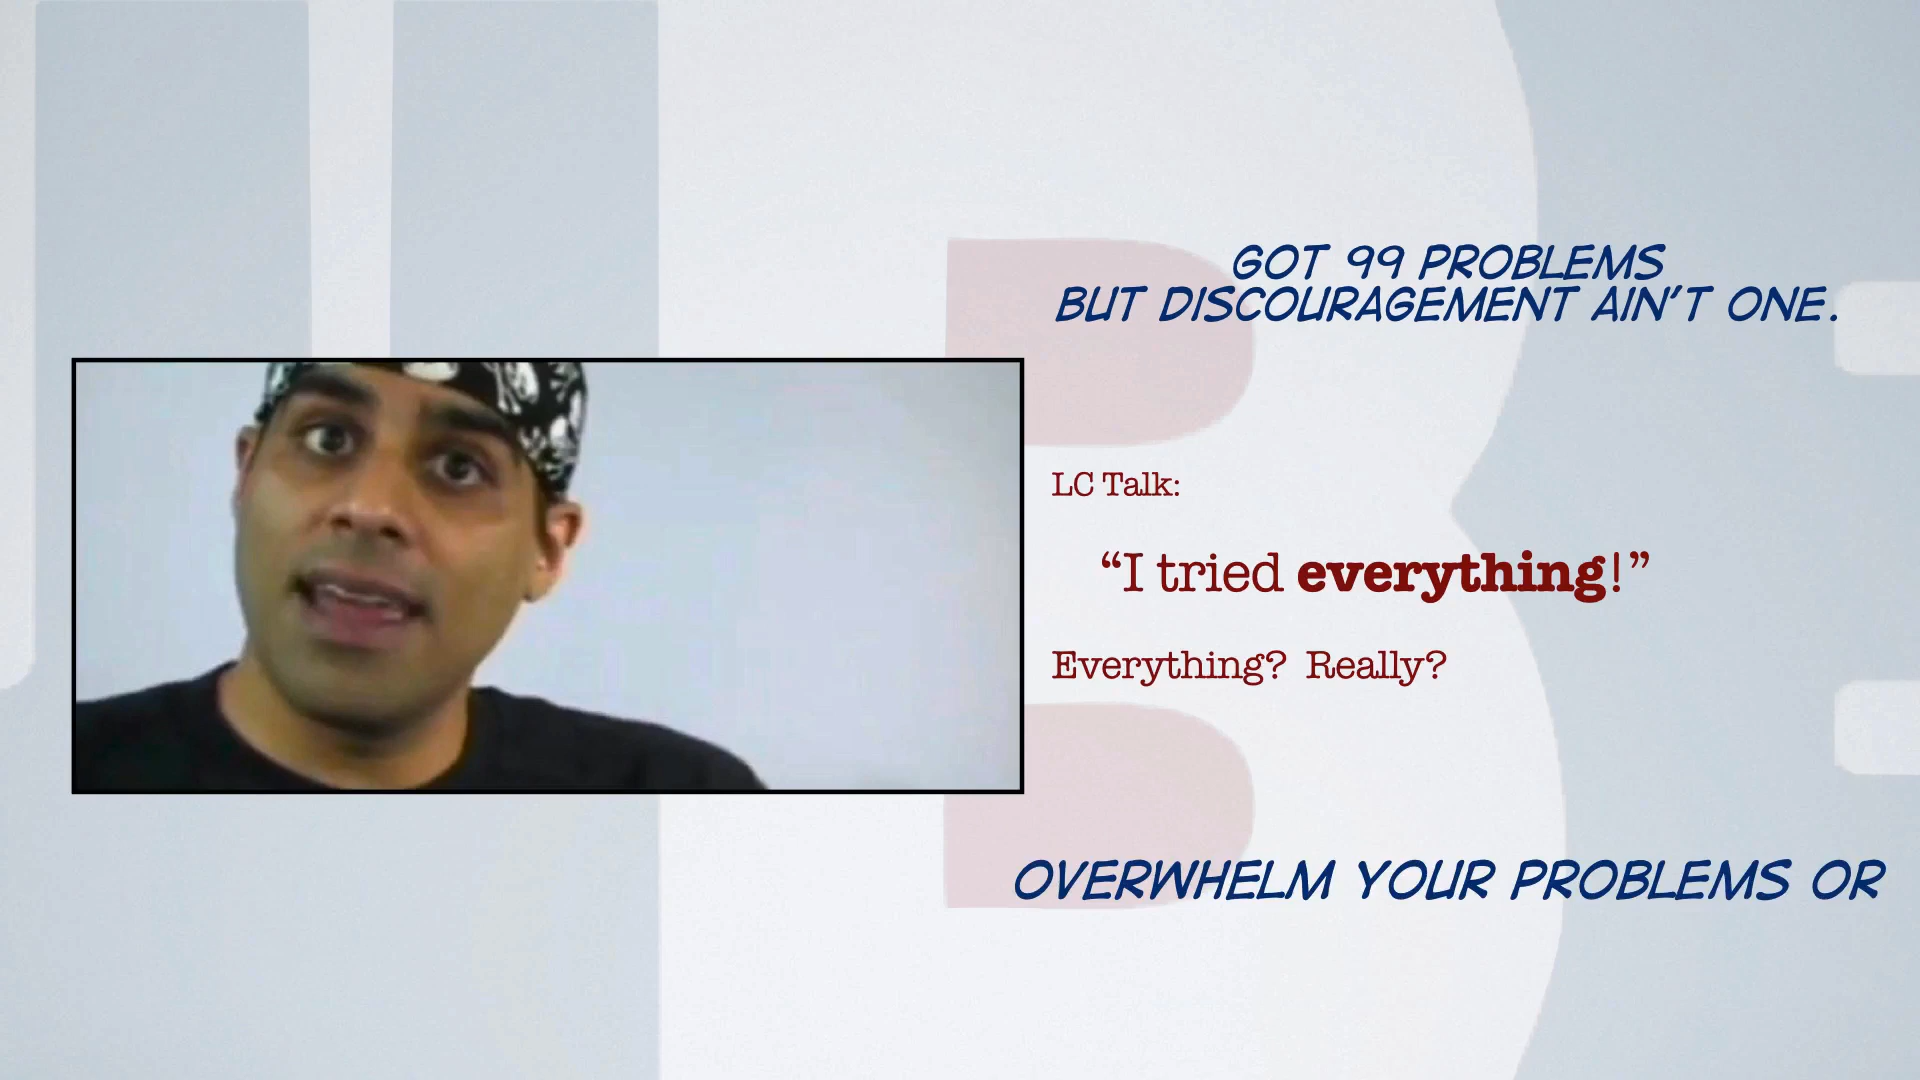 GOT 99 PROBLEMS
BUT DISCOURAGEMENT AIN'T ONE.
LC Talk:
“I tried everything!”
Everything? Really?
OVERWHELM YOUR PROBLEMS OR